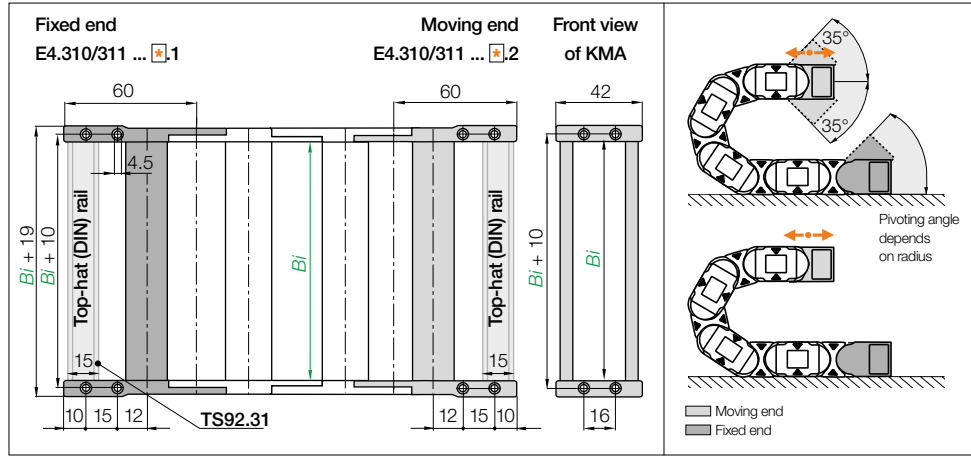 Fixed end
E4.310/311 ... *.1
Moving end
E4.310/311 ... *.2
Front view
of KMA
60
60
42
4.5
Bi + 19
Bi + 10
Top-hat (DIN) rail
Bi
Top-hat (DIN) rail
Bi + 10
Bi
15
15
10
15
12
TS92.31
12
15
10
16
35°
35°
Pivoting angle
depends
on radius
Moving end
Fixed end